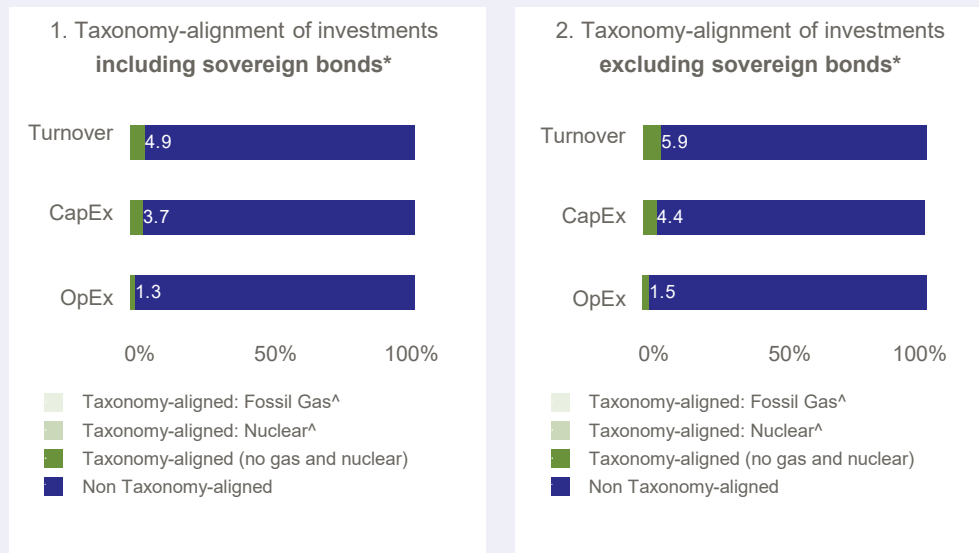 1. Taxonomy-alignment of investments
including sovereign bonds*
Turnover
4.9
CapEx
3.7
OpEx
1.3
0% 50% 100%
Taxonomy-aligned: Fossil Gas^
Taxonomy-aligned: Nuclear^
Taxonomy-aligned (no gas and nuclear)
Non Taxonomy-aligned
2. Taxonomy-alignment of investments
excluding sovereign bonds*
Turnover
5.9
CapEx
4.4
OpEx
1.5
0% 50% 100%
Taxonomy-aligned: Fossil Gas^
Taxonomy-aligned: Nuclear^
Taxonomy-aligned (no gas and nuclear)
Non Taxonomy-aligned